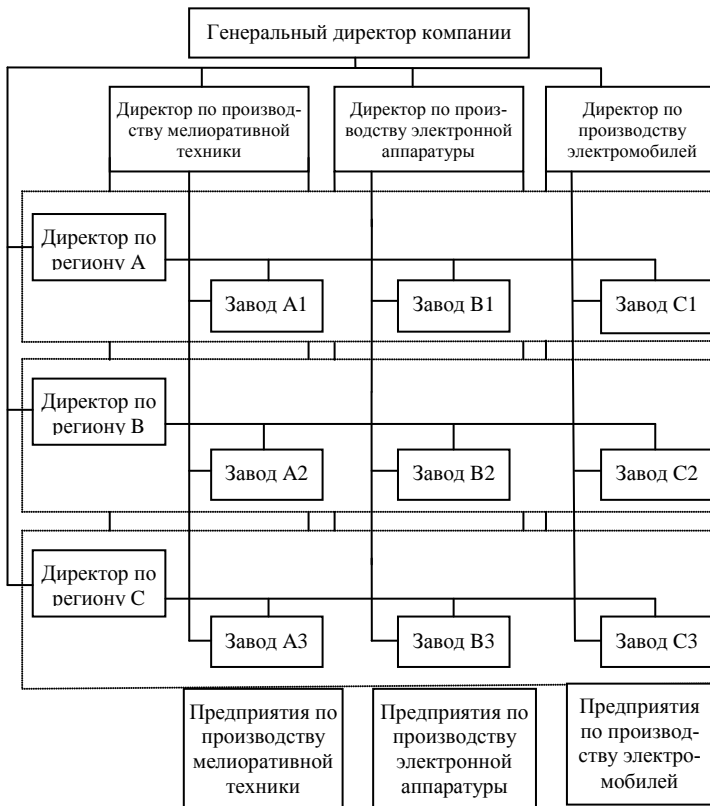 Генеральный директор компании
Директор по производ-
ству мелиоративной
техники
Директор по произ-
водству электронной
аппаратуры
Директор по
производству
электромобилей
Директор по
региону А
Завод А1
Завод В1
Завод С1
Директор по
региону В
Завод А2
Завод В2
Завод С2
Директор по
региону С
Завод А3
Завод В3
Завод С3
Предприятия по
производству
мелиоративной
техники
Предприятия по
производству
электронной
аппаратуры
Предприятия
по производ-
ству электро-
мобилей